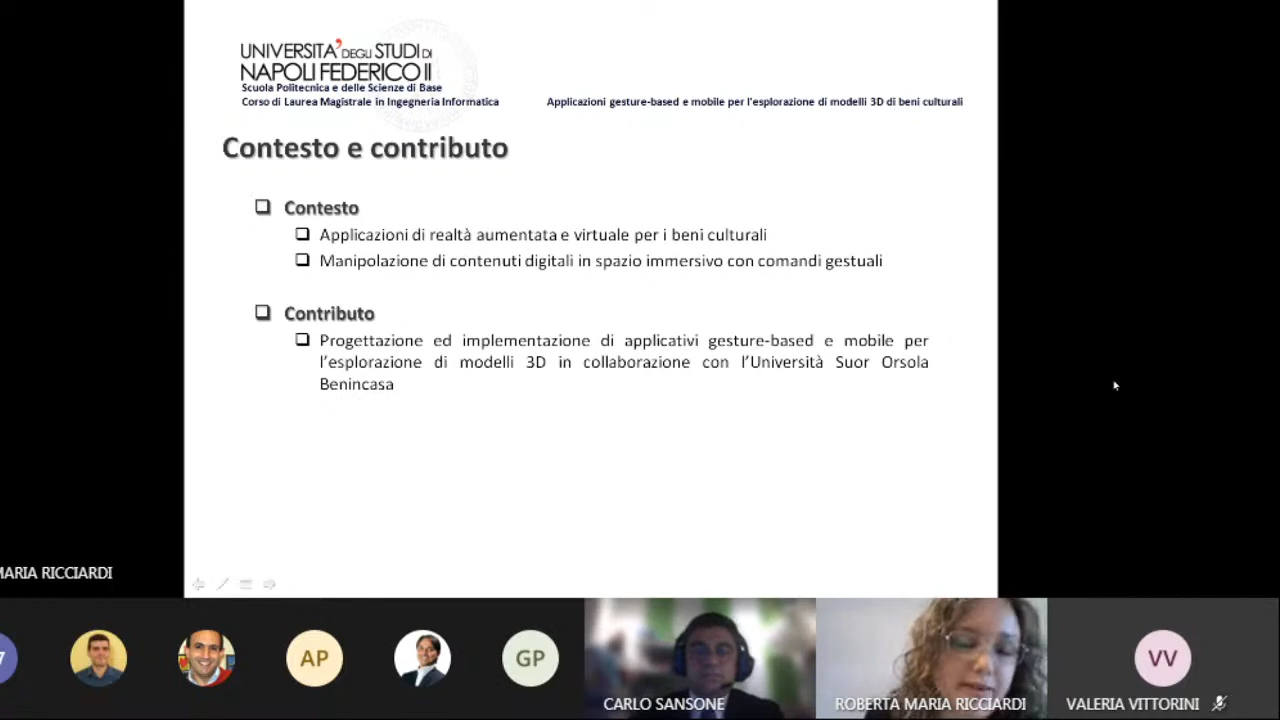 UNIVERSITA' DEGLI STUDI DI
NAPOLI FEDERICO II
Scuola Politecnica e delle Scienze di Base
Corso di Laurea Magistrale in Ingegneria Informatica
Applicazioni gesture-based e mobile per l'esplorazione di modelli 3D di beni culturali
Contesto e contributo
Contesto
Applicazioni di realtà aumentata e virtuale per i beni culturali
Manipolazione di contenuti digitali in spazio immersivo con comandi gestuali
Contributo
Progettazione ed implementazione di applicativi gesture-based e mobile per
l'esplorazione di modelli 3D in collaborazione con l'Università Suor Orsola
Benincasa
MARIA RICCIARDI
7
AP
GP
VV
CARLO SANSONE
ROBERTA MARIA RICCIARDI
VALERIA VITTORINI